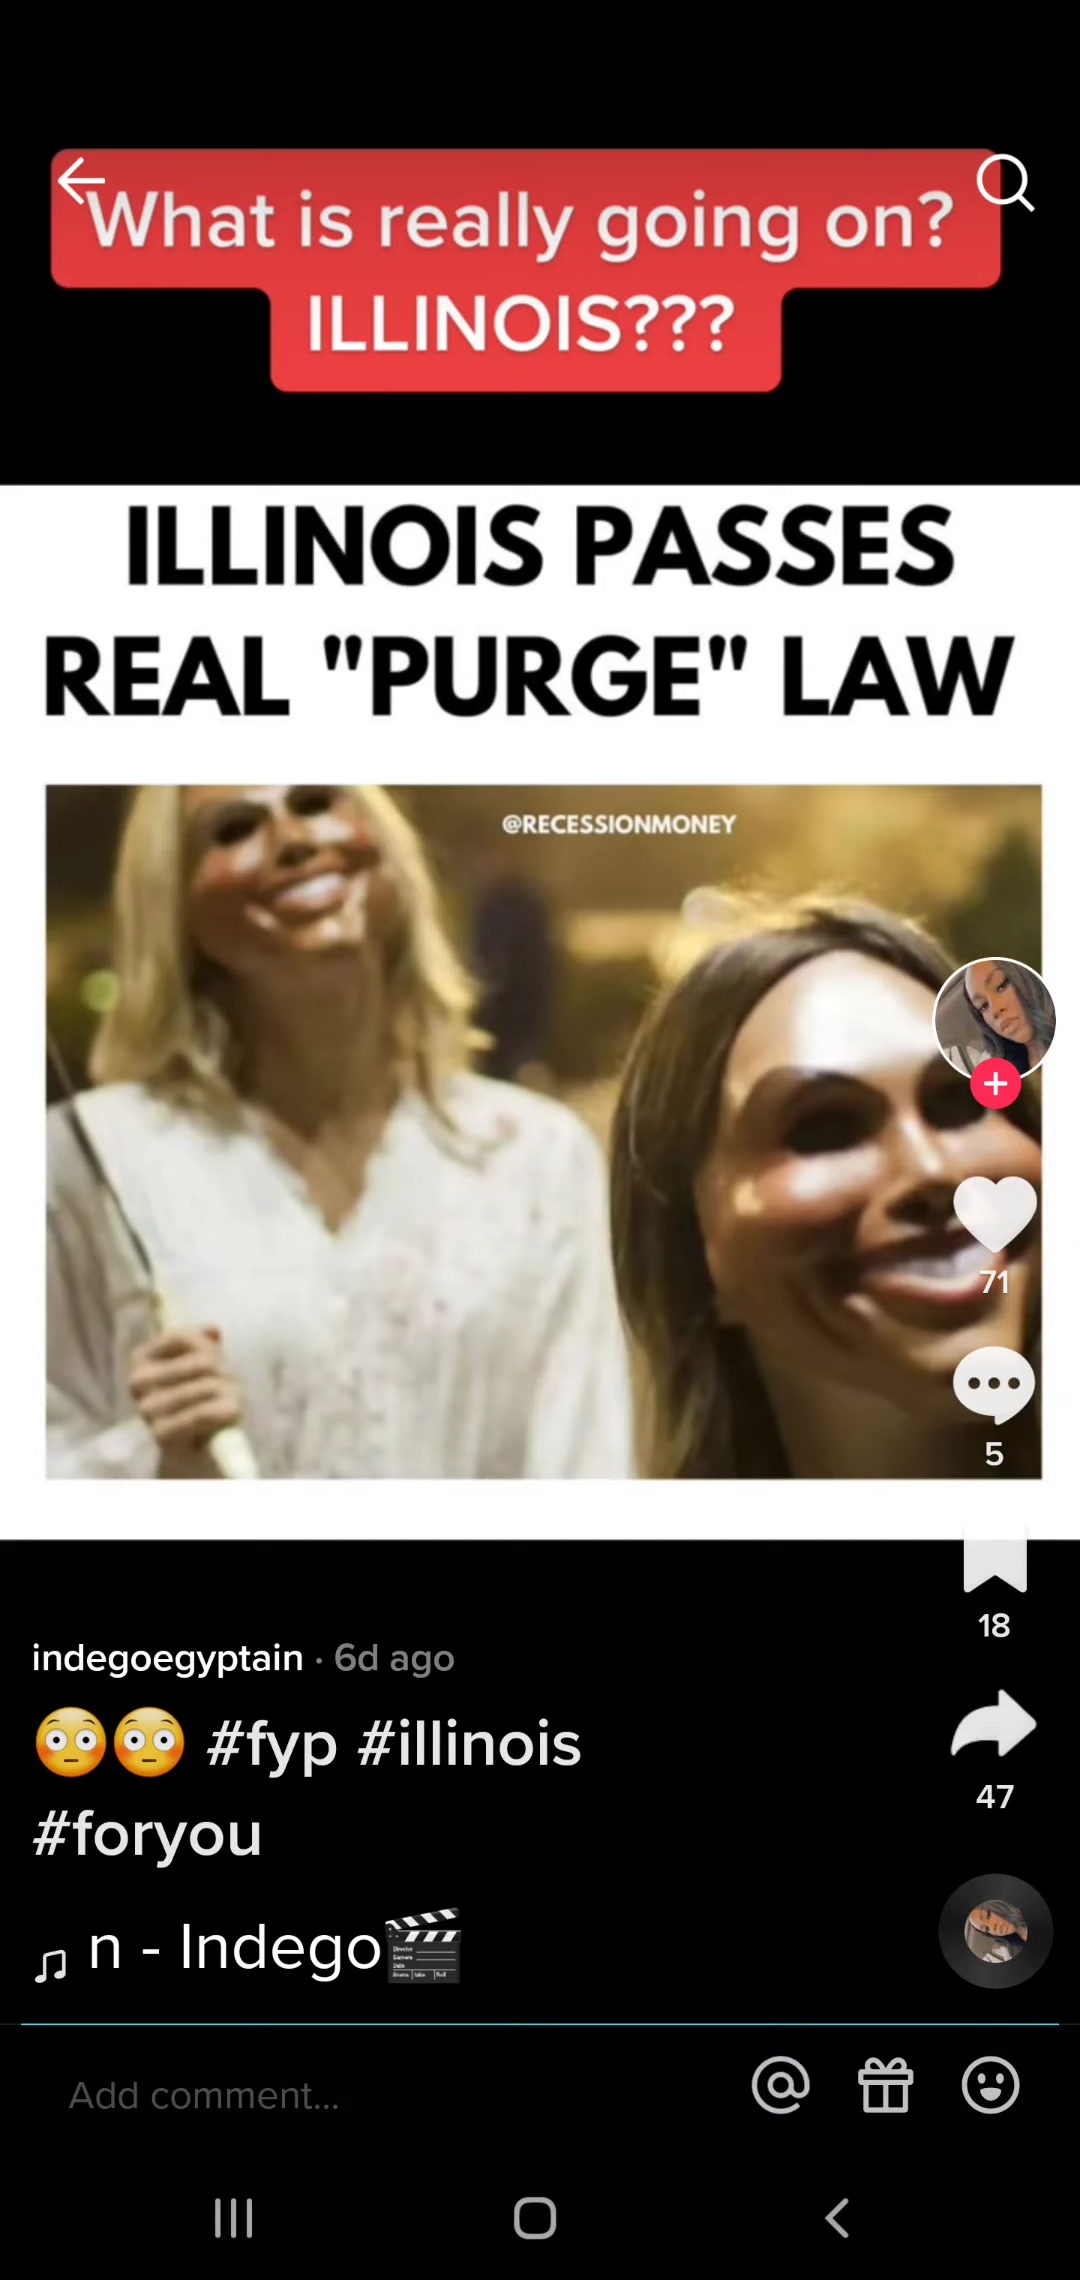 What is really going on?
ILLINOIS???
ILLINOIS PASSES
REAL "PURGE" LAW
@RECESSIONMONEY
71
5
18
indegoegyptain · 6d ago
😳😳 #fyp #illinois
#foryou
47
n - Indego🎬
Add comment...